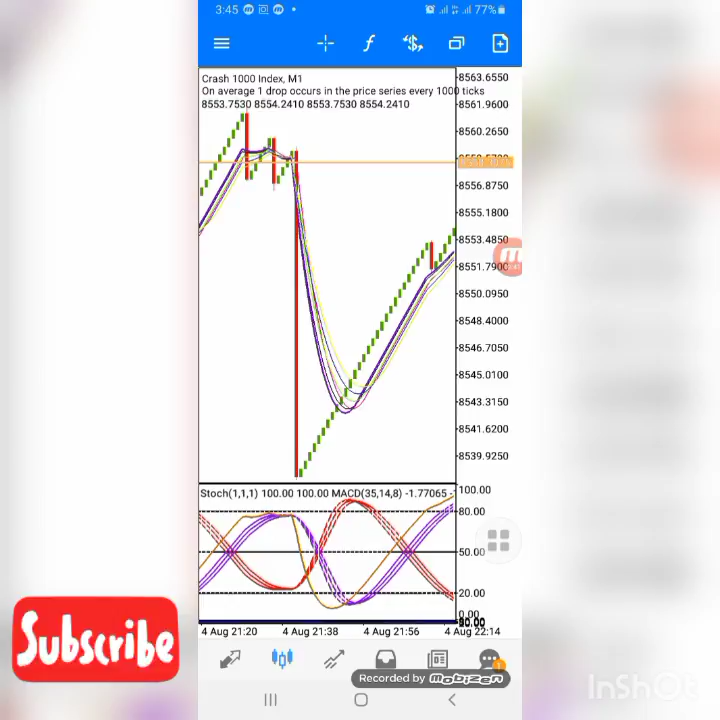 3:45
77%
Crash 1000 Index, M1
On average 1 drop occurs in the price series every 1000 ticks
8553.7530 8554.2410 8553.7530 8554.2410
8563.6550
8561.9600
8560.2650
8556.8750
8555.1800
8553.4850
8551.7900
8550.0950
8548.4000
8546.7050
8545.0100
8543.3150
8541.6200
8539.9250
Stoch(1,1,1) 100.00 100.00 MACD(35,14,8) -1.77065 -
100.00
80.00
50.00
20.00
0.00
4 Aug 21:20 4 Aug 21:38 4 Aug 21:56 4 Aug 22:14
Subscribe
1
Recorded by mobizen
InShOt